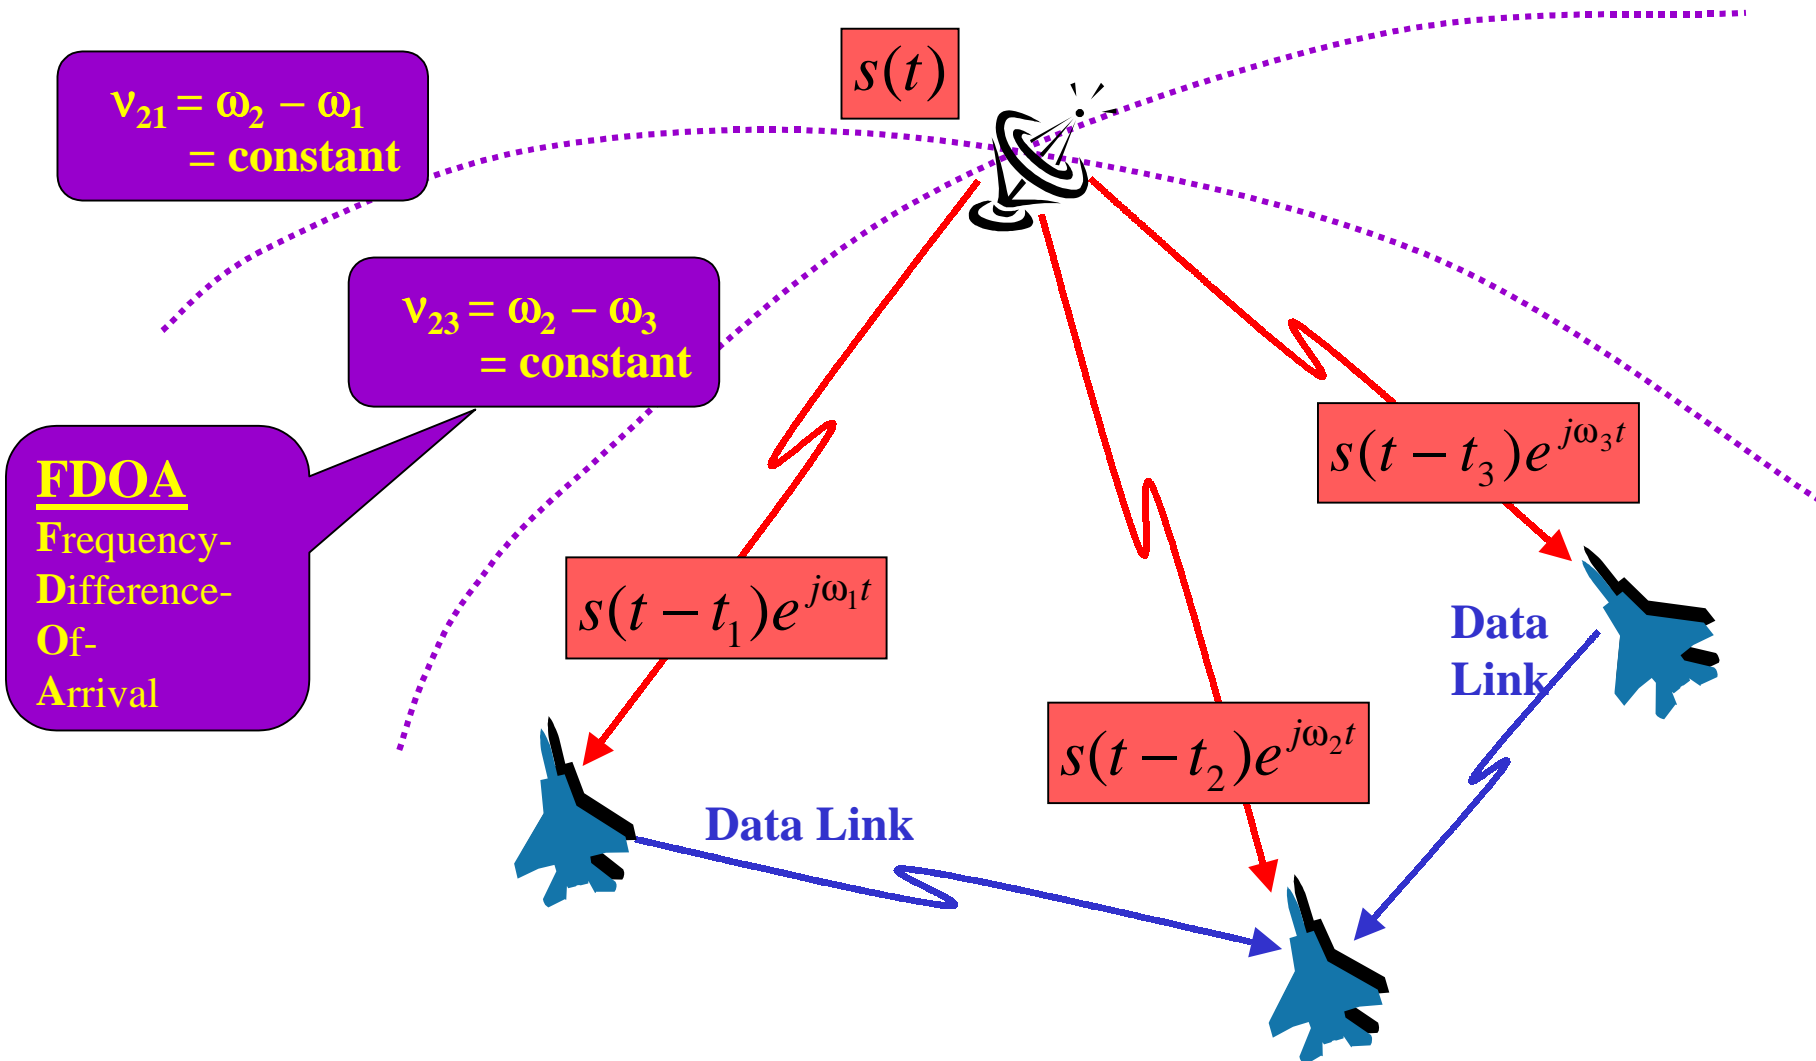 s(t)
ν₂₁ = ω₂ − ω₁
= constant
ν₂₃ = ω₂ − ω₃
= constant
FDOA
Frequency-
Difference-
Of-
Arrival
s(t − t₃)e^{jω₃t}
s(t − t₁)e^{jω₁t}
Data
Link
s(t − t₂)e^{jω₂t}
Data Link